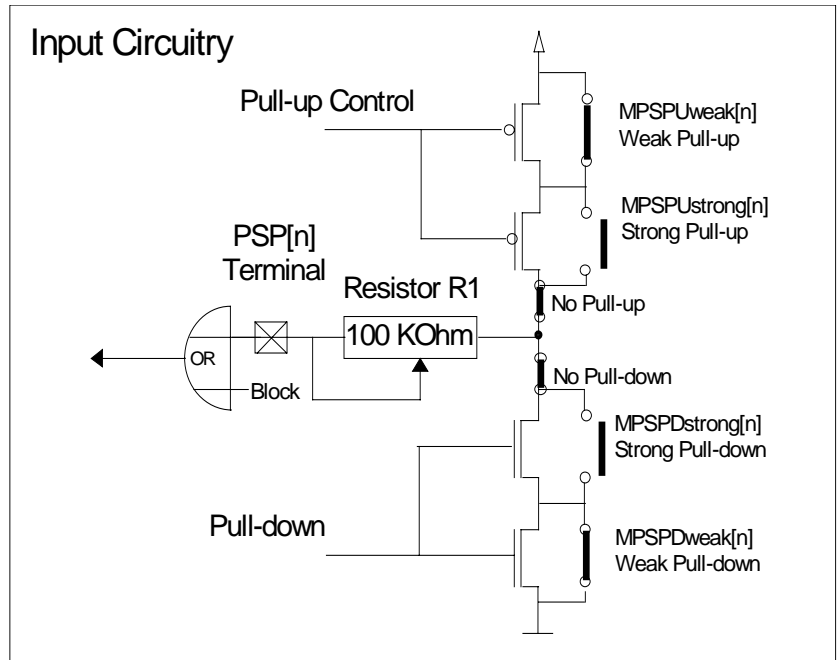 Input Circuitry
Pull-up Control
MPSPUweak[n]
Weak Pull-up
MPSPUstrong[n]
Strong Pull-up
PSP[n]
Terminal
Resistor R1
No Pull-up
100 KOhm
OR
Block
No Pull-down
MPSPDstrong[n]
Strong Pull-down
Pull-down
MPSPDweak[n]
Weak Pull-down